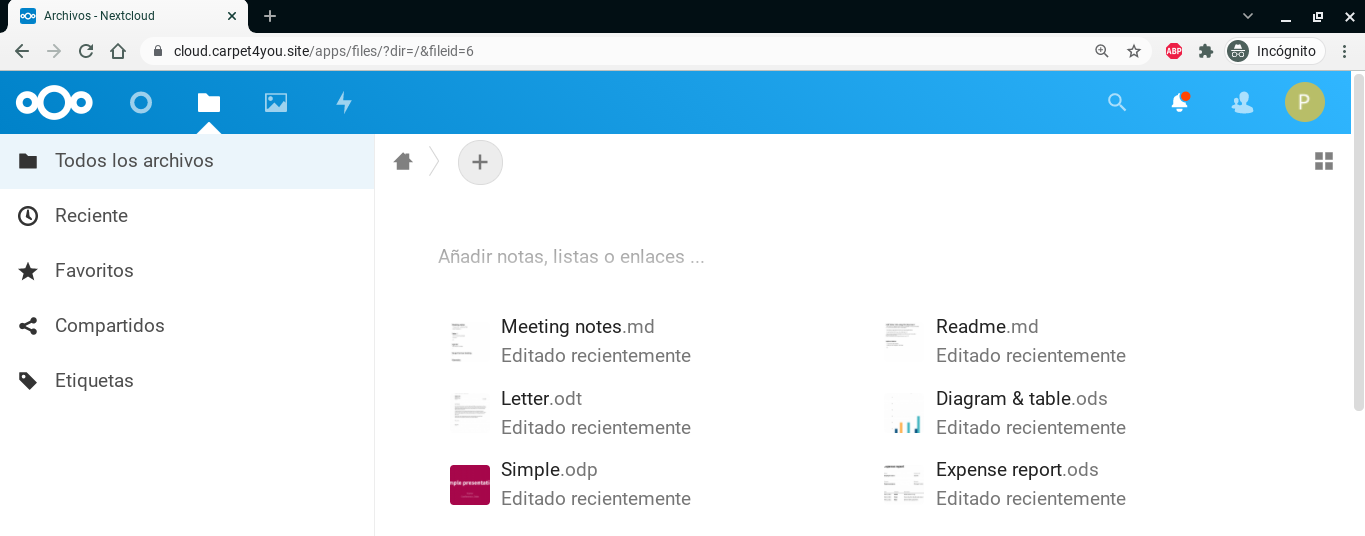 Archivos - Nextcloud
cloud.carpet4you.site/apps/files/?dir=/&fileid=6
ABP
Incógnito
P
Todos los archivos
Reciente
Favoritos
Compartidos
Etiquetas
Añadir notas, listas o enlaces ...
Meeting notes.md
Editado recientemente
Readme.md
Editado recientemente
Letter.odt
Editado recientemente
Diagram & table.ods
Editado recientemente
Simple.odp
Editado recientemente
Expense report.ods
Editado recientemente